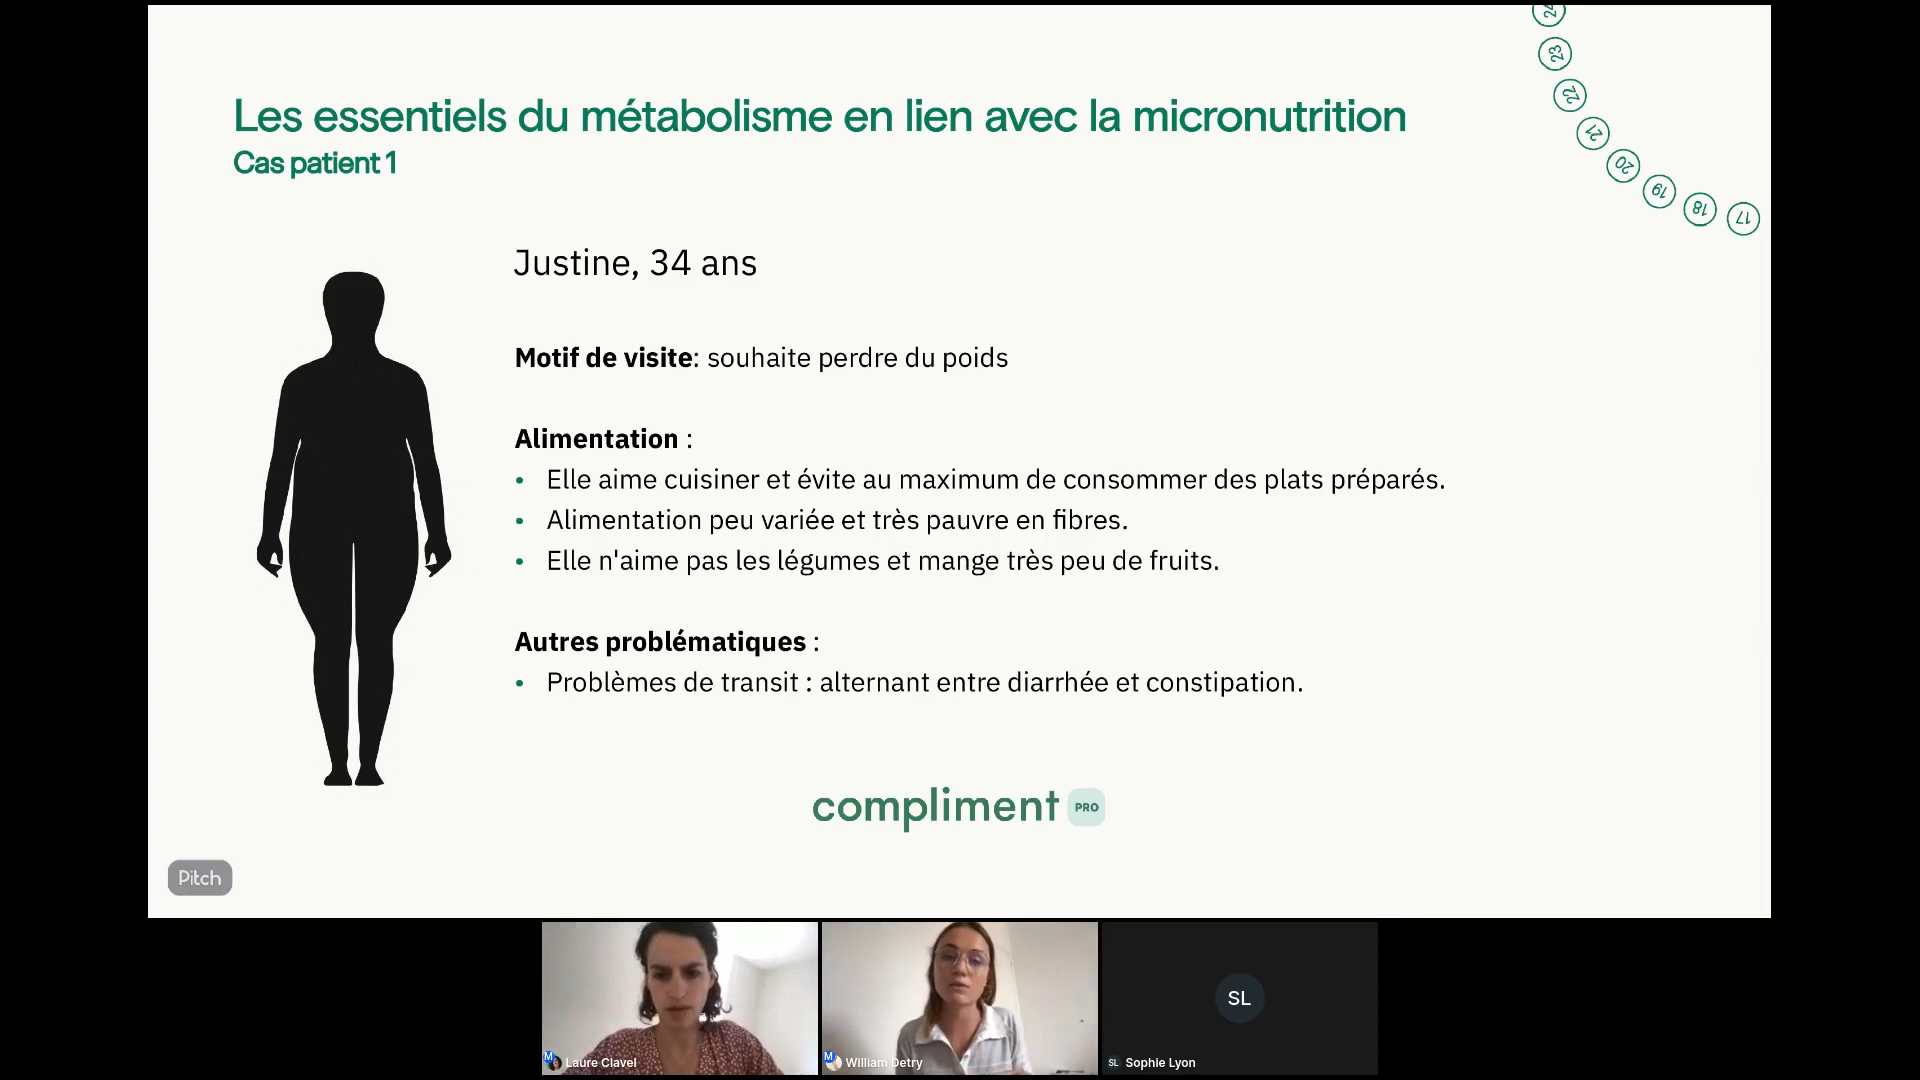 Les essentiels du métabolisme en lien avec la micronutrition
Cas patient 1
24
23
22
21
20
19
18
17
Justine, 34 ans
Motif de visite: souhaite perdre du poids
Alimentation :
• Elle aime cuisiner et évite au maximum de consommer des plats préparés.
• Alimentation peu variée et très pauvre en fibres.
• Elle n'aime pas les légumes et mange très peu de fruits.
Autres problématiques :
• Problèmes de transit : alternant entre diarrhée et constipation.
compliment PRO
Pitch
SL
M Laure Clavel
M William Detry
SL Sophie Lyon